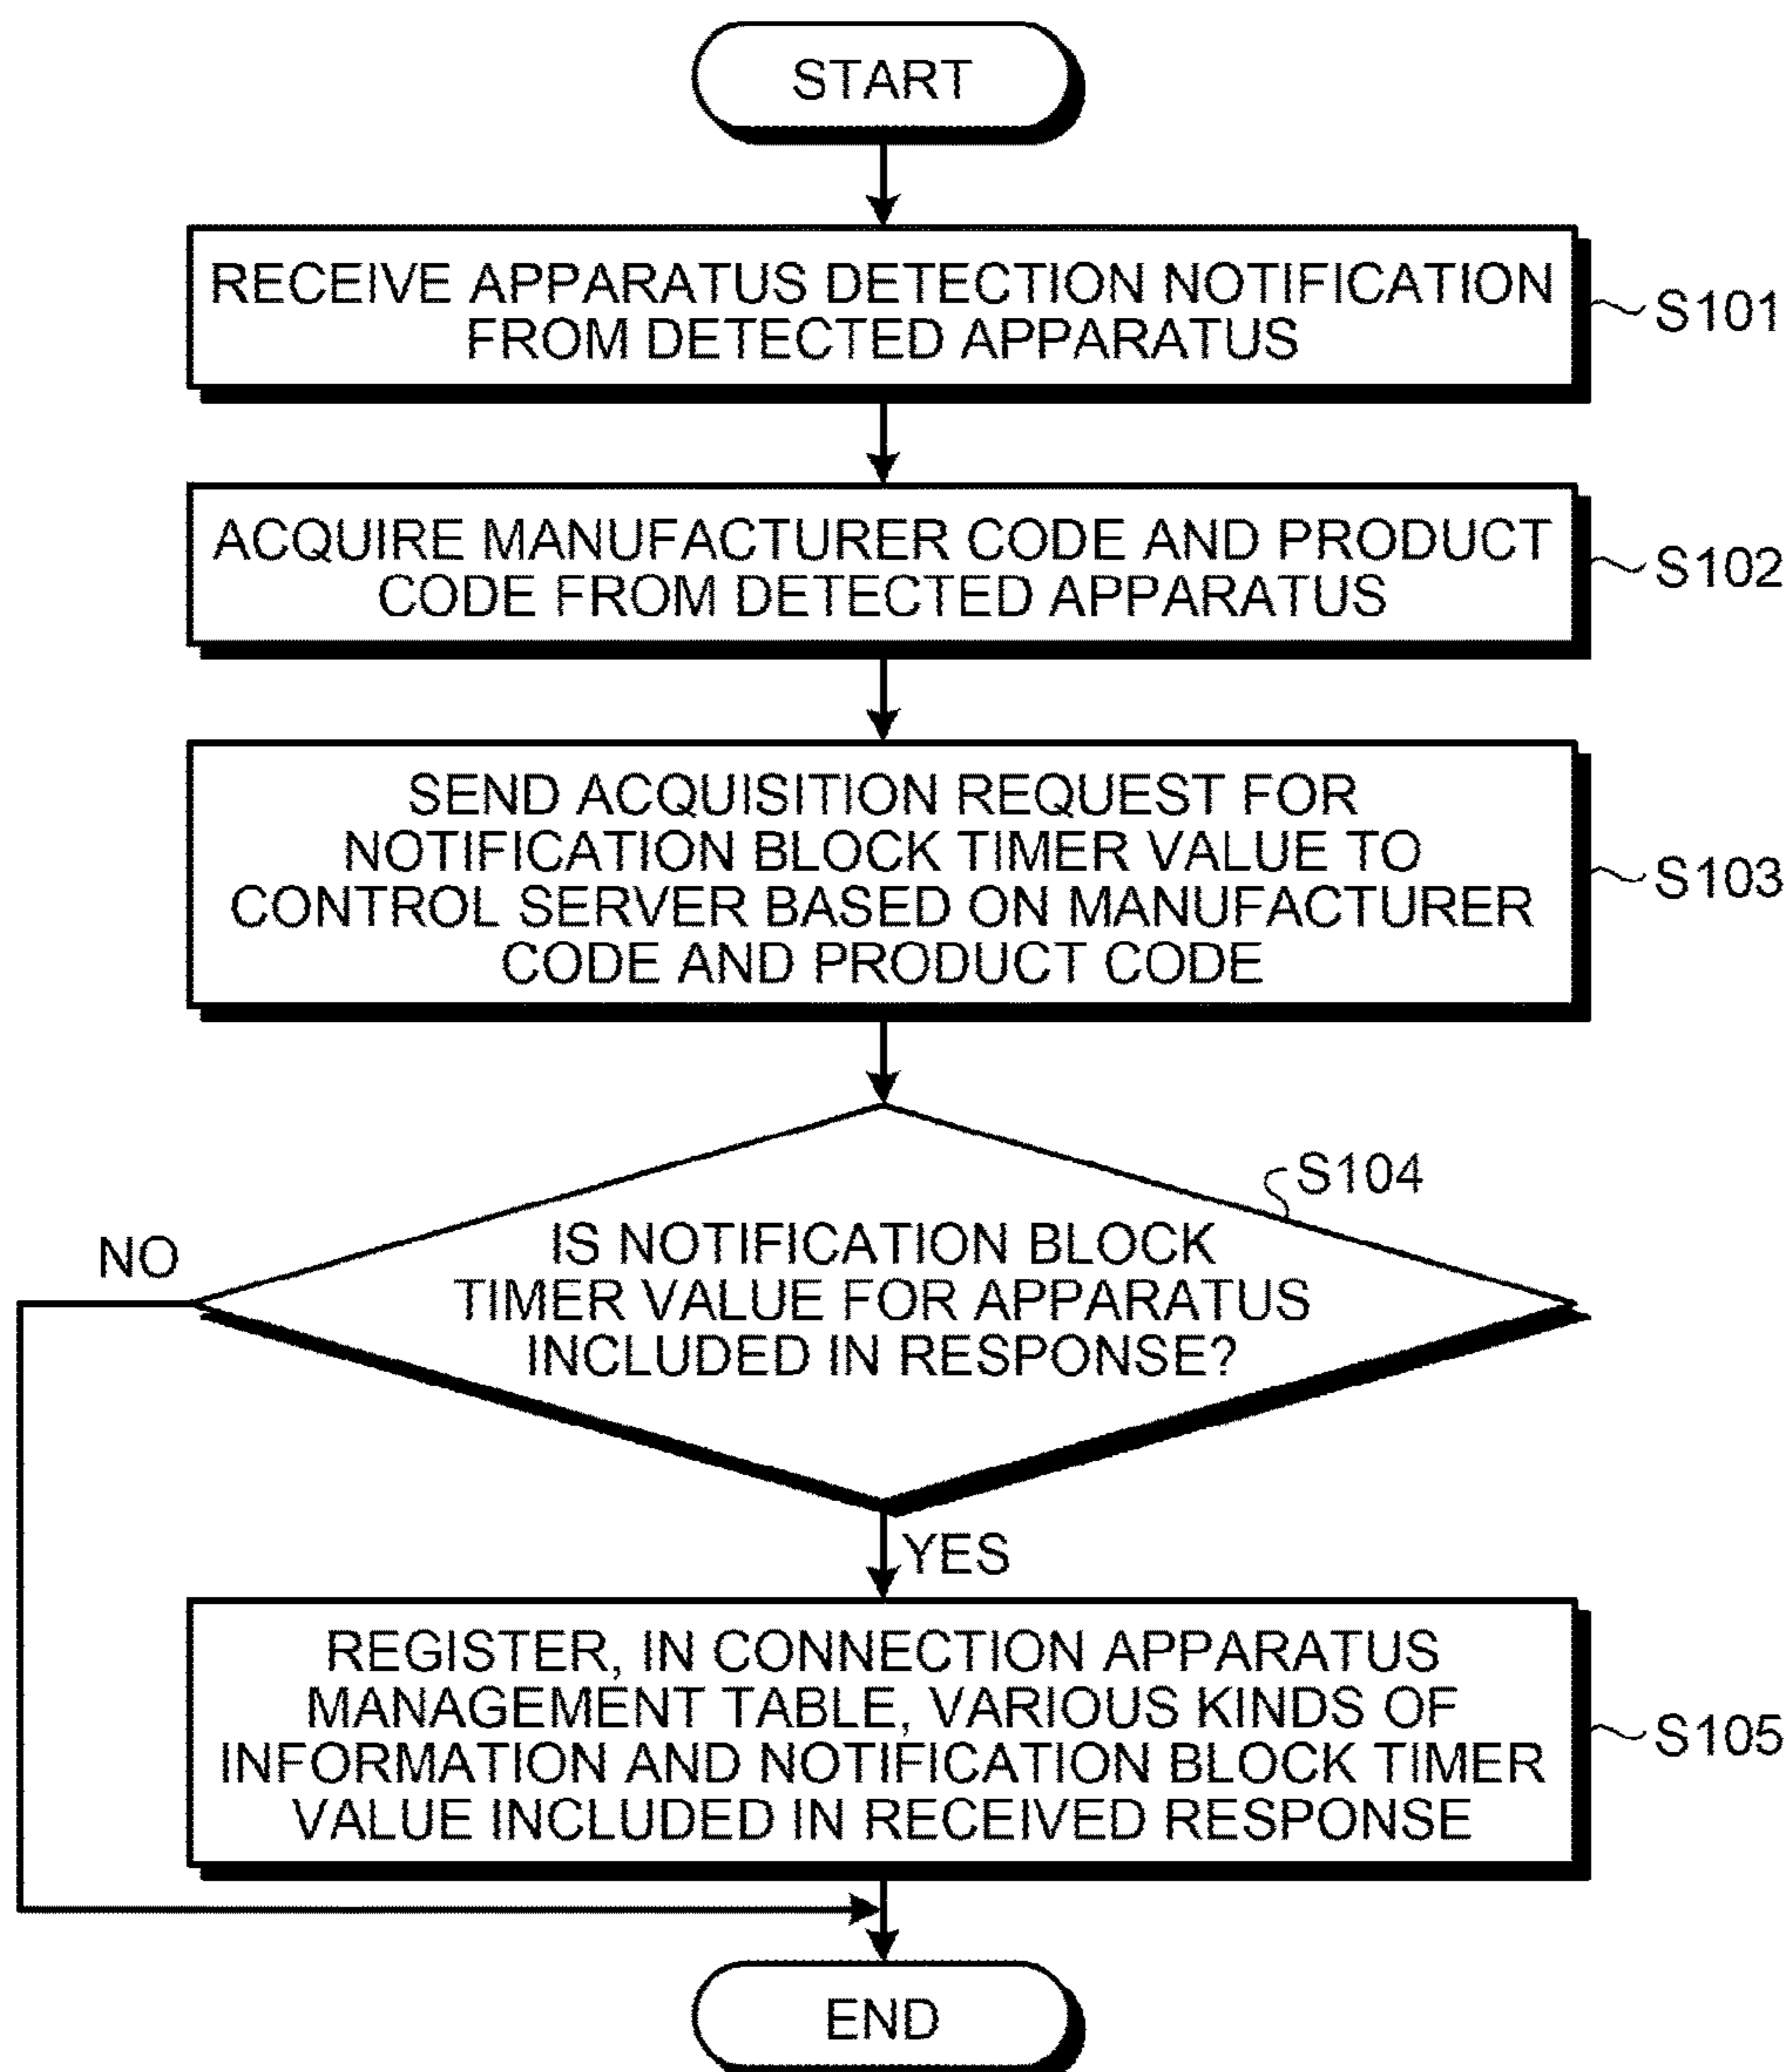 START
RECEIVE APPARATUS DETECTION NOTIFICATION
FROM DETECTED APPARATUS
S101
ACQUIRE MANUFACTURER CODE AND PRODUCT
CODE FROM DETECTED APPARATUS
S102
SEND ACQUISITION REQUEST FOR
NOTIFICATION BLOCK TIMER VALUE TO
CONTROL SERVER BASED ON MANUFACTURER
CODE AND PRODUCT CODE
S103
S104
IS NOTIFICATION BLOCK
TIMER VALUE FOR APPARATUS
INCLUDED IN RESPONSE?
NO
YES
REGISTER, IN CONNECTION APPARATUS
MANAGEMENT TABLE, VARIOUS KINDS OF
INFORMATION AND NOTIFICATION BLOCK TIMER
VALUE INCLUDED IN RECEIVED RESPONSE
S105
END